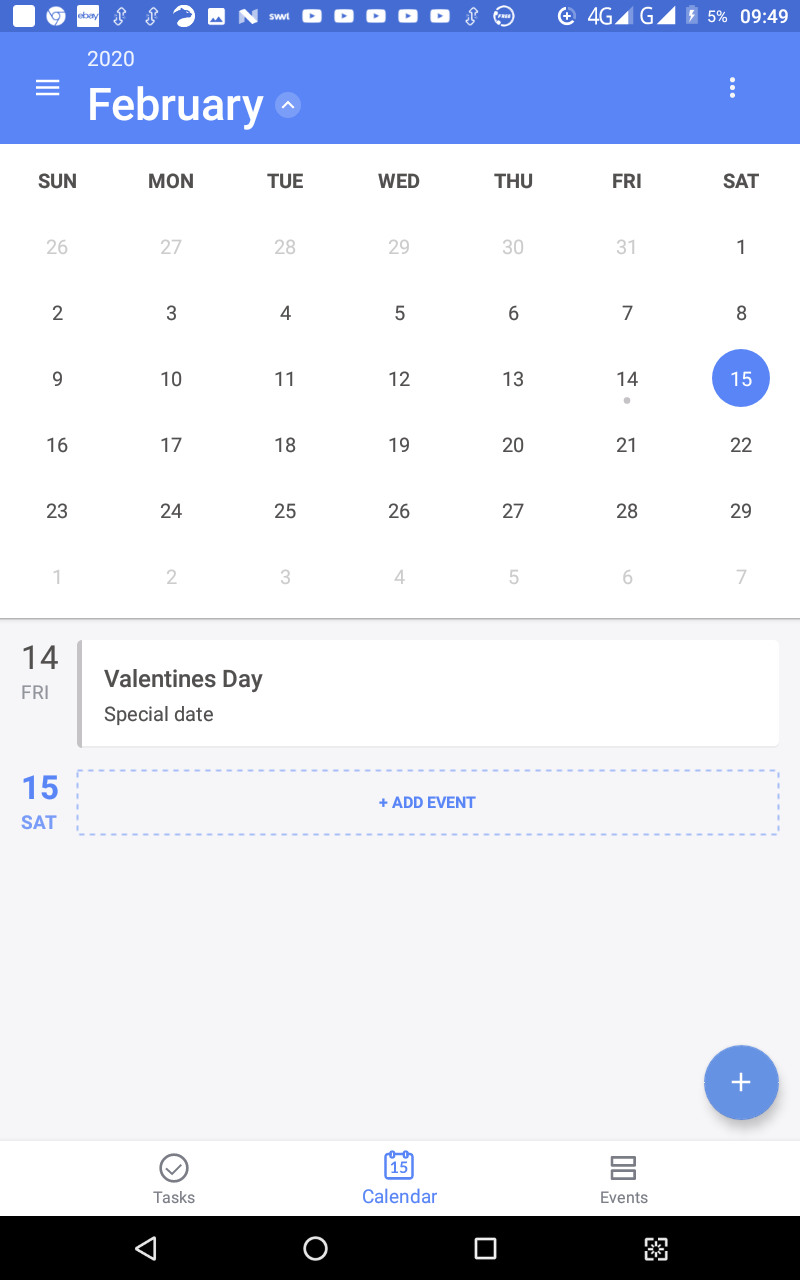 ebay swvl FREE 4G G 5% 09:49
2020
February
SUN MON TUE WED THU FRI SAT
26 27 28 29 30 31 1
2 3 4 5 6 7 8
9 10 11 12 13 14 15
16 17 18 19 20 21 22
23 24 25 26 27 28 29
1 2 3 4 5 6 7
14
FRI
Valentines Day
Special date
15
SAT
+ ADD EVENT
15
Tasks Calendar Events